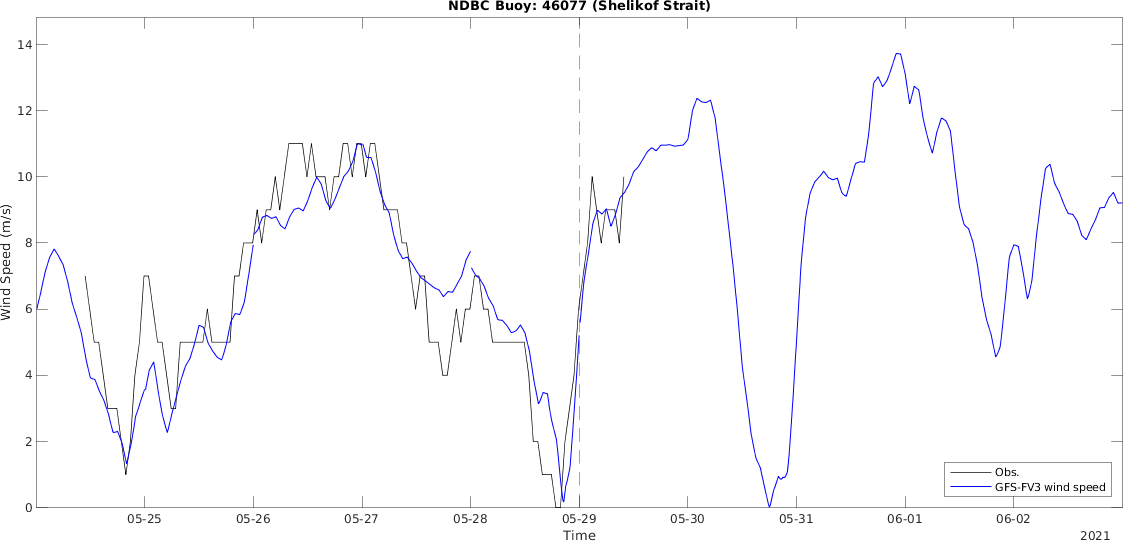 NDBC Buoy: 46077 (Shelikof Strait)
Wind Speed (m/s)
14
12
10
8
6
4
2
0
Obs.
GFS-FV3 wind speed
05-25 05-26 05-27 05-28 05-29 05-30 05-31 06-01 06-02
Time
2021